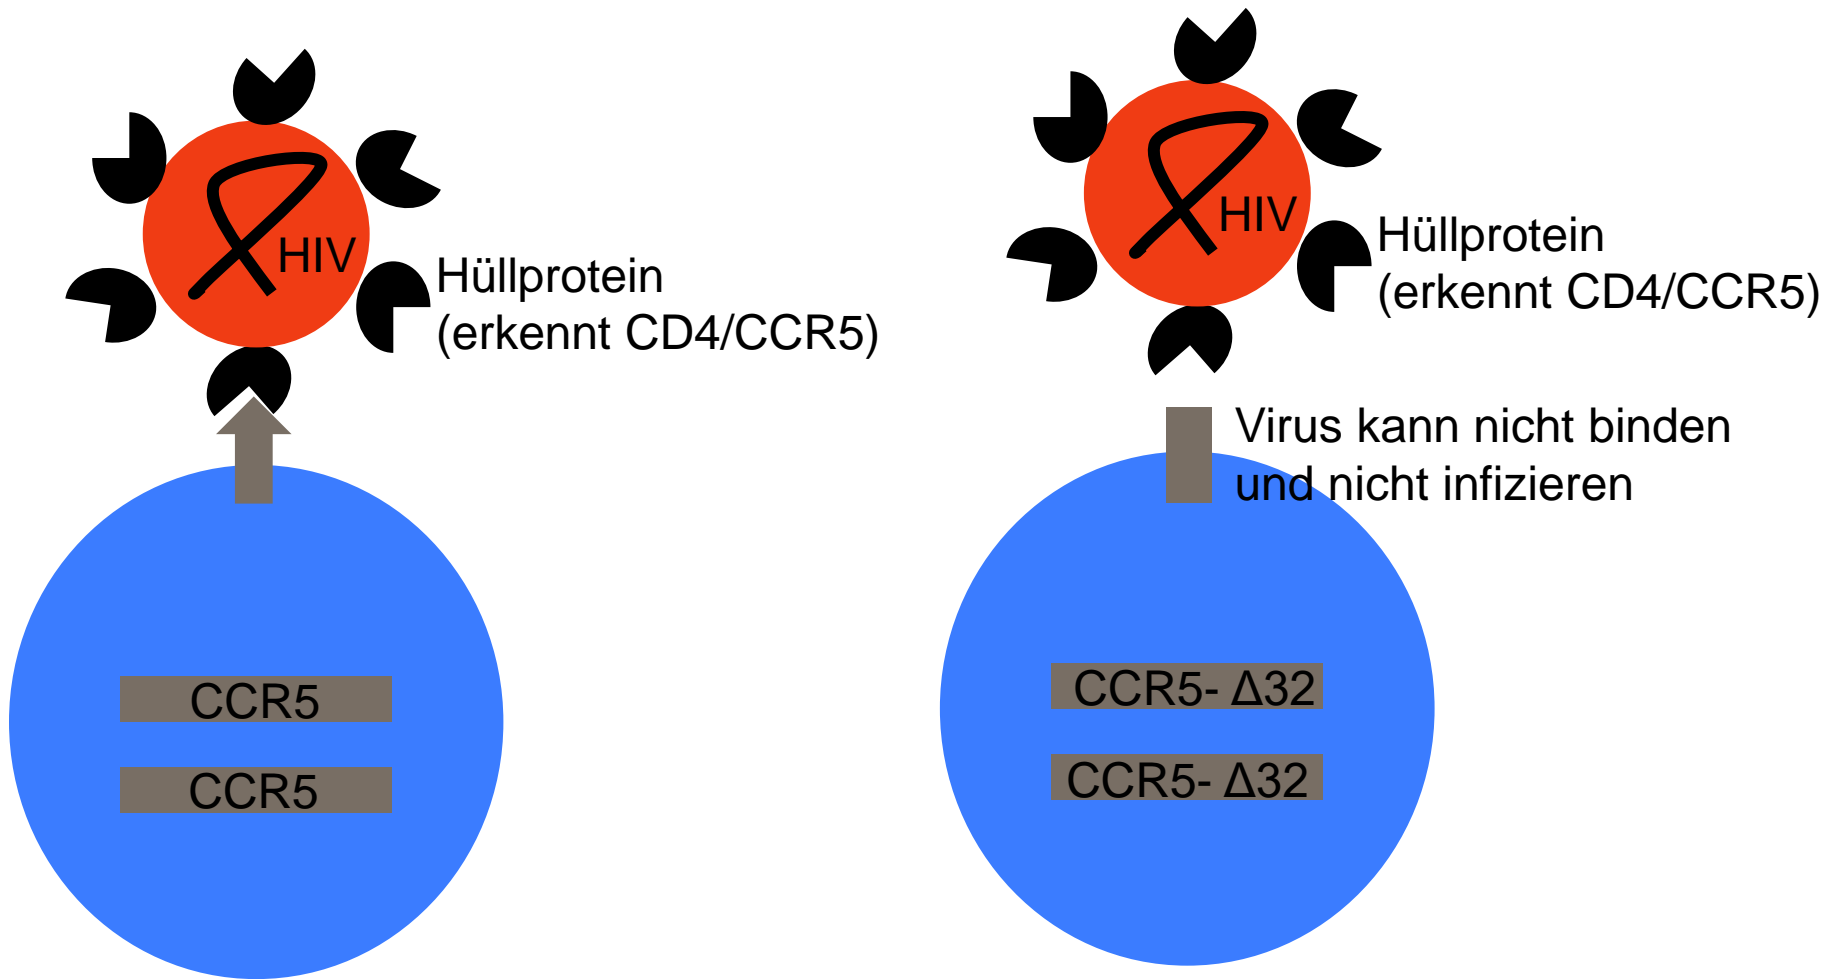 HIV
Hüllprotein
(erkennt CD4/CCR5)
CCR5
CCR5
HIV
Hüllprotein
(erkennt CD4/CCR5)
Virus kann nicht binden
und nicht infizieren
CCR5- Δ32
CCR5- Δ32